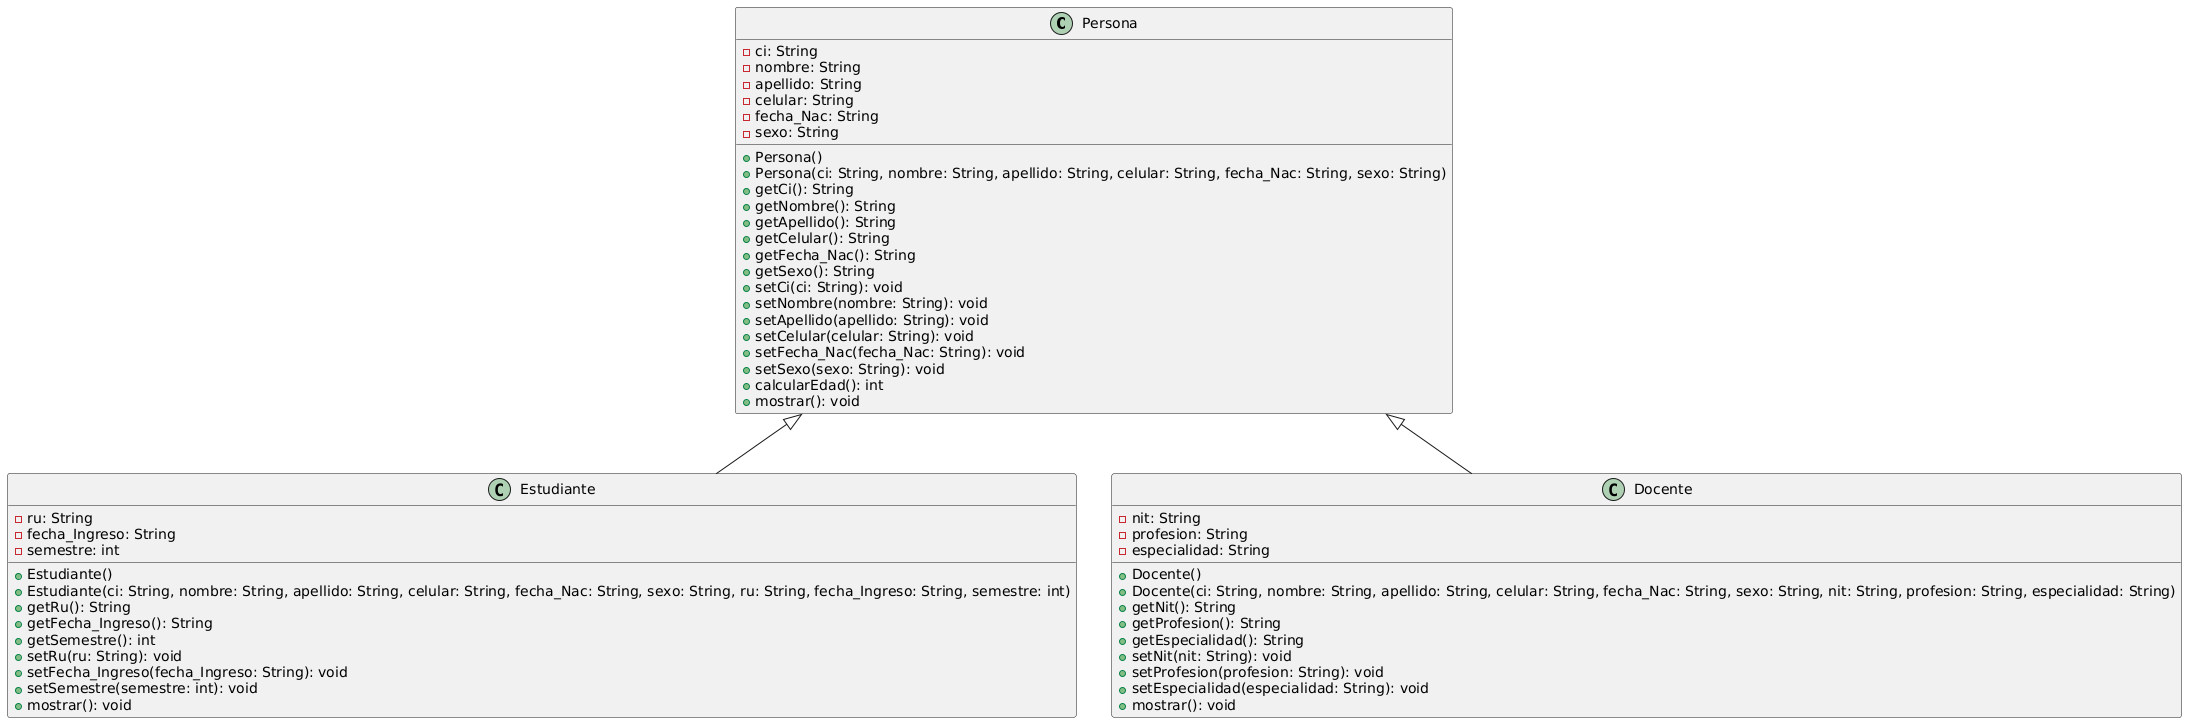 Persona
ci: String
nombre: String
apellido: String
celular: String
fecha_Nac: String
sexo: String
Persona()
Persona(ci: String, nombre: String, apellido: String, celular: String, fecha_Nac: String, sexo: String)
getCi(): String
getNombre(): String
getApellido(): String
getCelular(): String
getFecha_Nac(): String
getSexo(): String
setCi(ci: String): void
setNombre(nombre: String): void
setApellido(apellido: String): void
setCelular(celular: String): void
setFecha_Nac(fecha_Nac: String): void
setSexo(sexo: String): void
calcularEdad(): int
mostrar(): void
Estudiante
ru: String
fecha_Ingreso: String
semestre: int
Estudiante()
Estudiante(ci: String, nombre: String, apellido: String, celular: String, fecha_Nac: String, sexo: String, ru: String, fecha_Ingreso: String, semestre: int)
getRu(): String
getFecha_Ingreso(): String
getSemestre(): int
setRu(ru: String): void
setFecha_Ingreso(fecha_Ingreso: String): void
setSemestre(semestre: int): void
mostrar(): void
Docente
nit: String
profesion: String
especialidad: String
Docente()
Docente(ci: String, nombre: String, apellido: String, celular: String, fecha_Nac: String, sexo: String, nit: String, profesion: String, especialidad: String)
getNit(): String
getProfesion(): String
getEspecialidad(): String
setNit(nit: String): void
setProfesion(profesion: String): void
setEspecialidad(especialidad: String): void
mostrar(): void